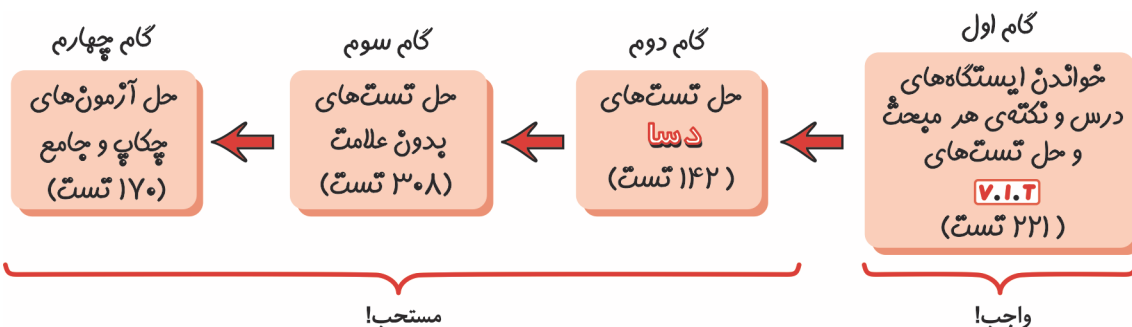 گام اول
خواندن ایستگاه‌های
درس و نکته‌ی هر مبحث
و حل تست‌های
V.I.T
(۲۲۱ تست)
گام دوم
حل تست‌های
دسا
(۱۴۲ تست)
گام سوم
حل تست‌های
بدون علامت
(۳۰۸ تست)
گام چهارم
حل آزمون‌های
چکاپ و جامع
(۱۷۰ تست)
واجب!
مستحب!